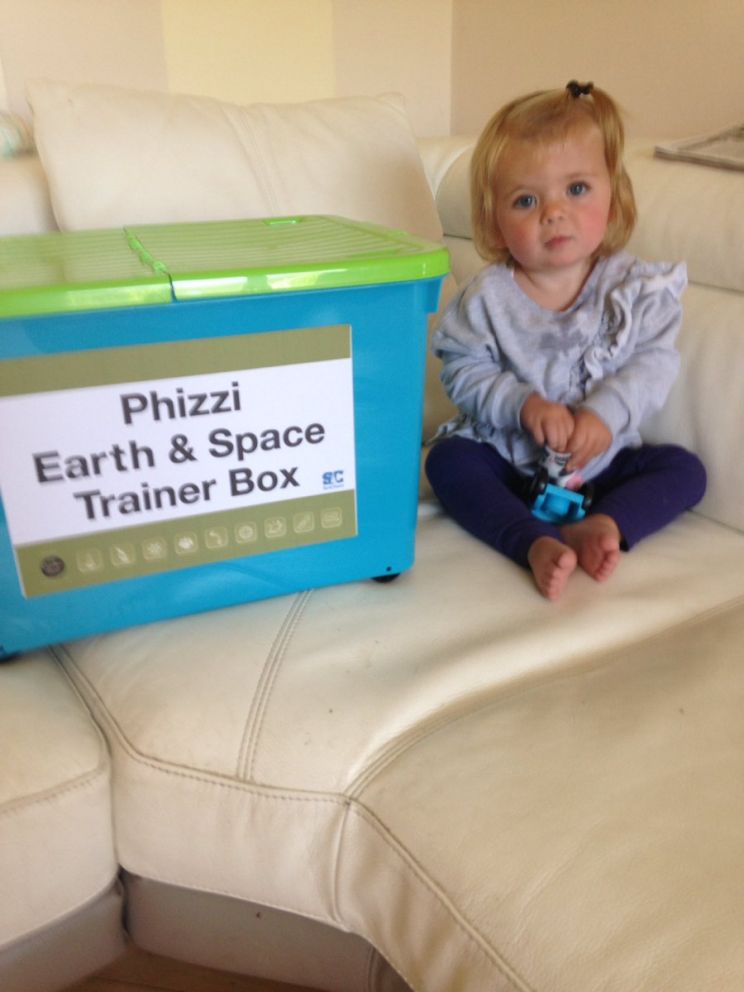 Phizzi
Earth & Space
Trainer Box